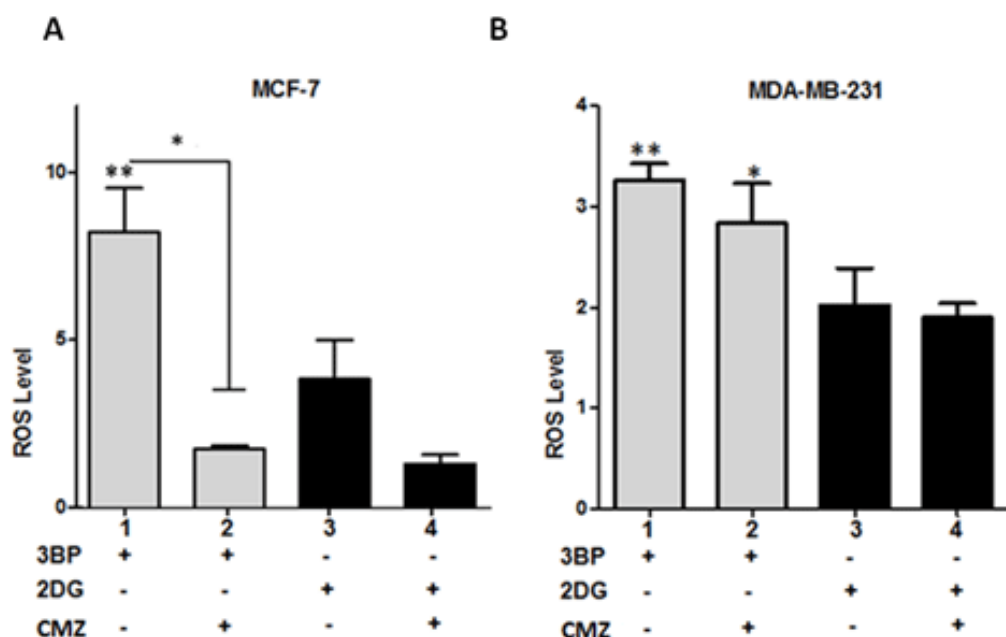 A
MCF-7
**
*
ROS Level
10
5
0
1 2 3 4
3BP + + - -
2DG - - + +
CMZ - + - +
B
MDA-MB-231
**
*
ROS Level
4
3
2
1
0
1 2 3 4
3BP + + - -
2DG - - + +
CMZ - + - +